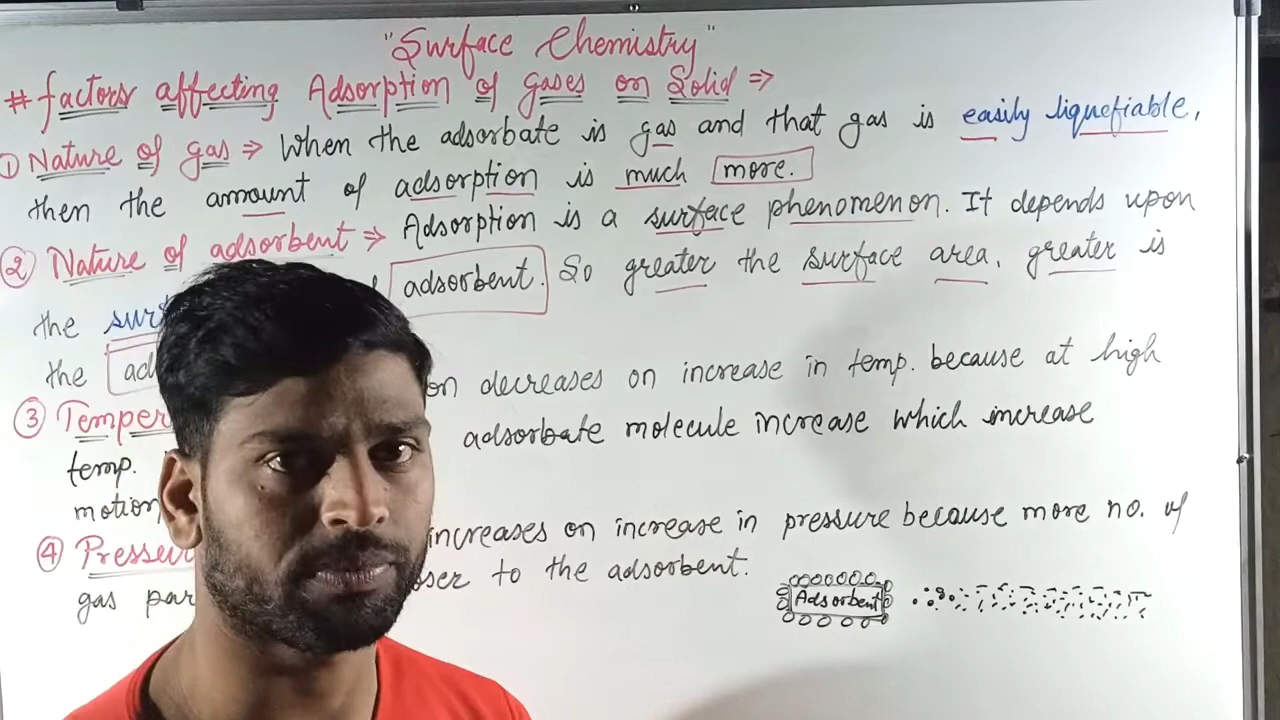 "Surface Chemistry"
# factors affecting Adsorption of gases on Solid ⇒
① Nature of gas ⇒ When the adsorbate is gas and that gas is easily liquefiable,
then the amount of adsorption is much more.
② Nature of adsorbent ⇒ Adsorption is a surface phenomenon. It depends upon
the adsorbent. So greater the surface area, greater is
the
③ decreases on increase in temp. because at high
temp. adsorbate molecule increase which increase
motion
④ increases on increase in pressure because more no. of
gas to the adsorbent.
Adsorbent